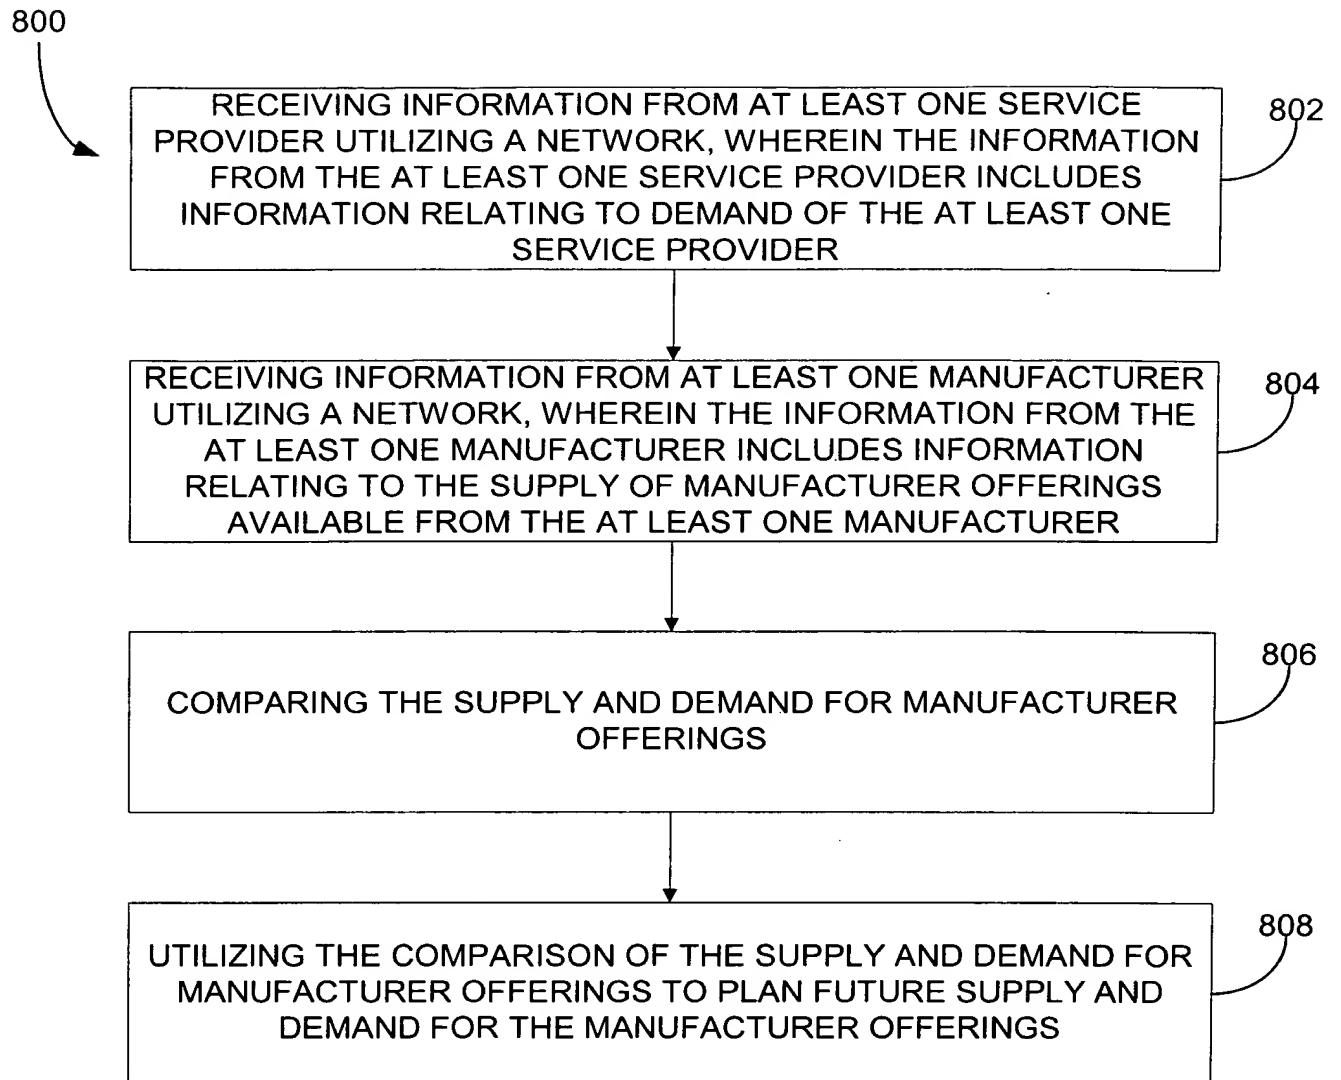 800
RECEIVING INFORMATION FROM AT LEAST ONE SERVICE
PROVIDER UTILIZING A NETWORK, WHEREIN THE INFORMATION
FROM THE AT LEAST ONE SERVICE PROVIDER INCLUDES
INFORMATION RELATING TO DEMAND OF THE AT LEAST ONE
SERVICE PROVIDER
802
RECEIVING INFORMATION FROM AT LEAST ONE MANUFACTURER
UTILIZING A NETWORK, WHEREIN THE INFORMATION FROM THE
AT LEAST ONE MANUFACTURER INCLUDES INFORMATION
RELATING TO THE SUPPLY OF MANUFACTURER OFFERINGS
AVAILABLE FROM THE AT LEAST ONE MANUFACTURER
804
COMPARING THE SUPPLY AND DEMAND FOR MANUFACTURER
OFFERINGS
806
UTILIZING THE COMPARISON OF THE SUPPLY AND DEMAND FOR
MANUFACTURER OFFERINGS TO PLAN FUTURE SUPPLY AND
DEMAND FOR THE MANUFACTURER OFFERINGS
808